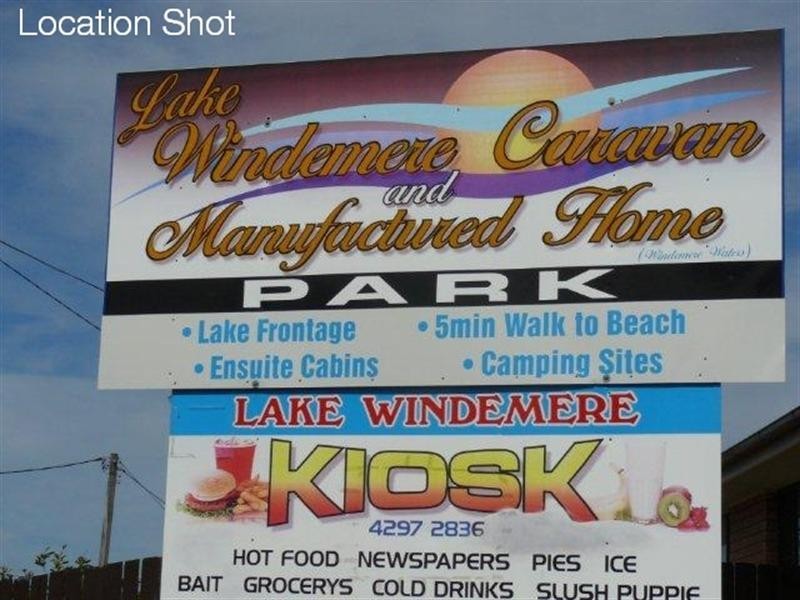 Location Shot
Lake
Windemere Caravan
and
Manufactured Home
(Windemere Waters)
PARK
• Lake Frontage • 5min Walk to Beach
• Ensuite Cabins • Camping Sites
LAKE WINDEMERE
KIOSK
4297 2836
HOT FOOD NEWSPAPERS PIES ICE
BAIT GROCERYS COLD DRINKS SLUSH PUPPIE